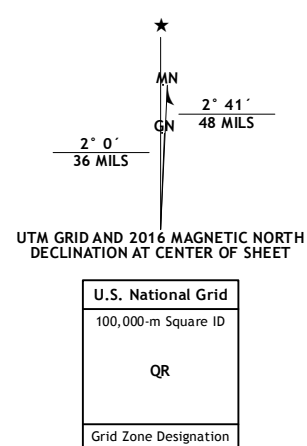 ★
MN
GN
2° 41´
48 MILS
2° 0´
36 MILS
UTM GRID AND 2016 MAGNETIC NORTH
DECLINATION AT CENTER OF SHEET
U.S. National Grid
100,000-m Square ID
QR
Grid Zone Designation